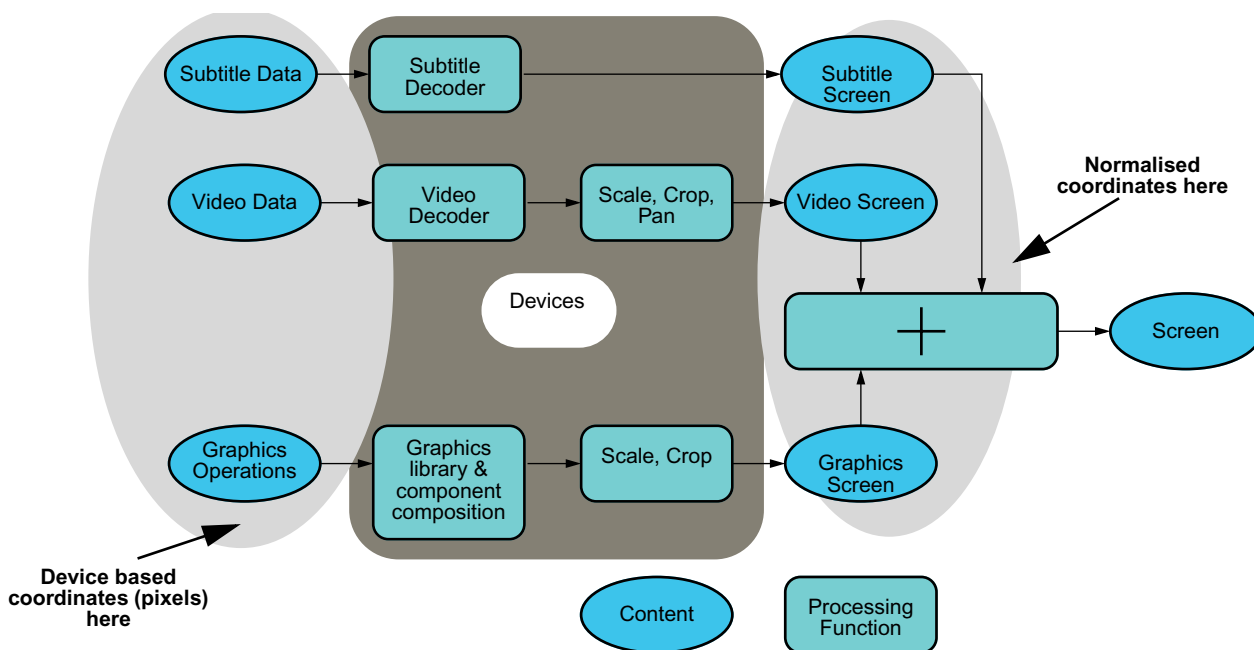 Subtitle Data
Subtitle
Decoder
Subtitle
Screen
Normalised
coordinates here
Video Data
Video
Decoder
Scale, Crop,
Pan
Video Screen
Devices
Screen
Graphics
Operations
Graphics
library &
component
composition
Scale, Crop
Graphics
Screen
Device based
coordinates (pixels)
here
Content
Processing
Function